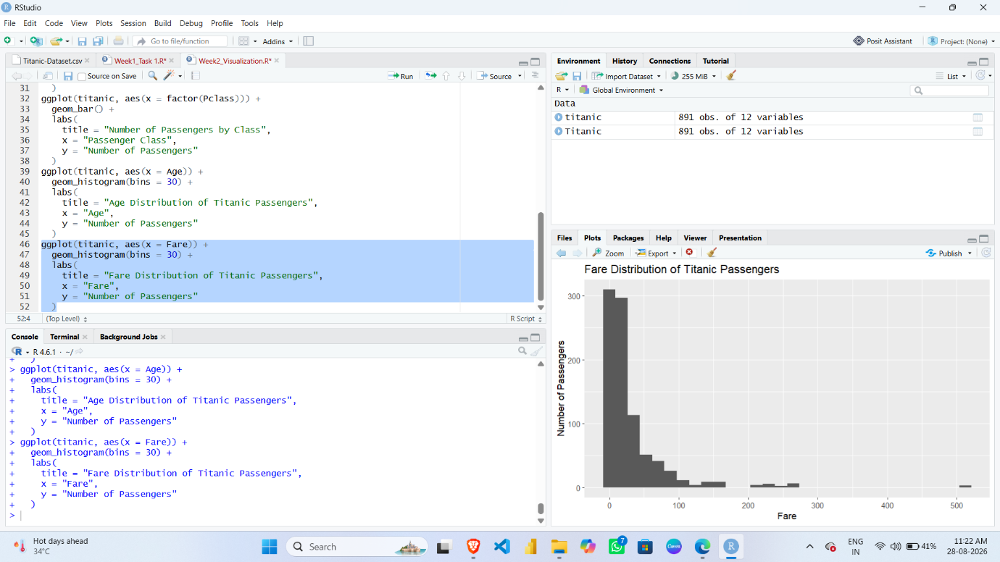 RStudio
File Edit Code View Plots Session Build Debug Profile Tools Help
Go to file/function Addins Posit Assistant Project: (None)
Titanic-Dataset.csv Week1_Task 1.R* Week2_Visualization.R*
Source on Save Run Source
31 )
32 ggplot(titanic, aes(x = factor(Pclass))) +
33 geom_bar() +
34 labs(
35 title = "Number of Passengers by Class",
36 x = "Passenger Class",
37 y = "Number of Passengers"
38 )
39 ggplot(titanic, aes(x = Age)) +
40 geom_histogram(bins = 30) +
41 labs(
42 title = "Age Distribution of Titanic Passengers",
43 x = "Age",
44 y = "Number of Passengers"
45 )
46 ggplot(titanic, aes(x = Fare)) +
47 geom_histogram(bins = 30) +
48 labs(
49 title = "Fare Distribution of Titanic Passengers",
50 x = "Fare",
51 y = "Number of Passengers"
52 )
52:4 (Top Level) R Script
Console Terminal Background Jobs
R 4.6.1 · ~/
+ )
> ggplot(titanic, aes(x = Age)) +
+ geom_histogram(bins = 30) +
+ labs(
+ title = "Age Distribution of Titanic Passengers",
+ x = "Age",
+ y = "Number of Passengers"
+ )
> ggplot(titanic, aes(x = Fare)) +
+ geom_histogram(bins = 30) +
+ labs(
+ title = "Fare Distribution of Titanic Passengers",
+ x = "Fare",
+ y = "Number of Passengers"
+ )
>
Environment History Connections Tutorial
Import Dataset 255 MiB List
R Global Environment
Data
titanic 891 obs. of 12 variables
Titanic 891 obs. of 12 variables
Files Plots Packages Help Viewer Presentation
Zoom Export Publish
Fare Distribution of Titanic Passengers
300
200
100
0
Number of Passengers
0 100 200 300 400 500
Fare
Hot days ahead
34°C
Search
7
Canva
ENG
IN
41%
11:22 AM
28-08-2026